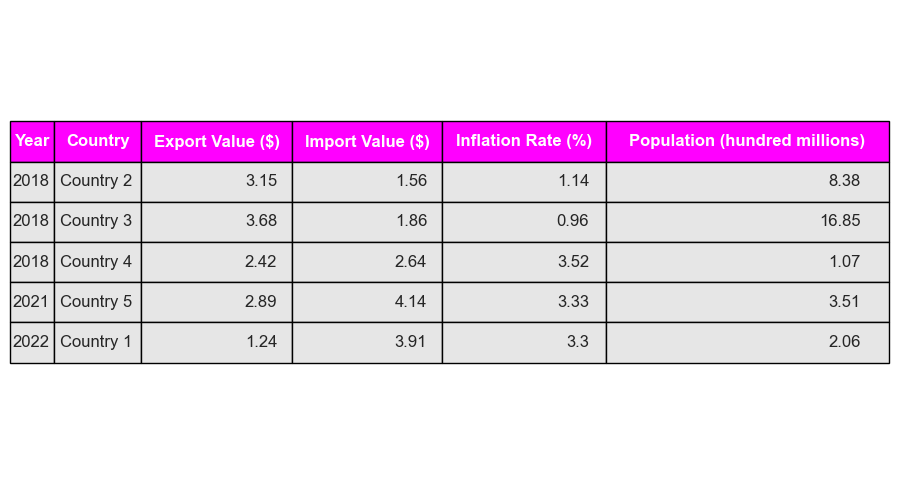 Year Country Export Value ($) Import Value ($) Inflation Rate (%) Population (hundred millions)
2018 Country 2 3.15 1.56 1.14 8.38
2018 Country 3 3.68 1.86 0.96 16.85
2018 Country 4 2.42 2.64 3.52 1.07
2021 Country 5 2.89 4.14 3.33 3.51
2022 Country 1 1.24 3.91 3.3 2.06